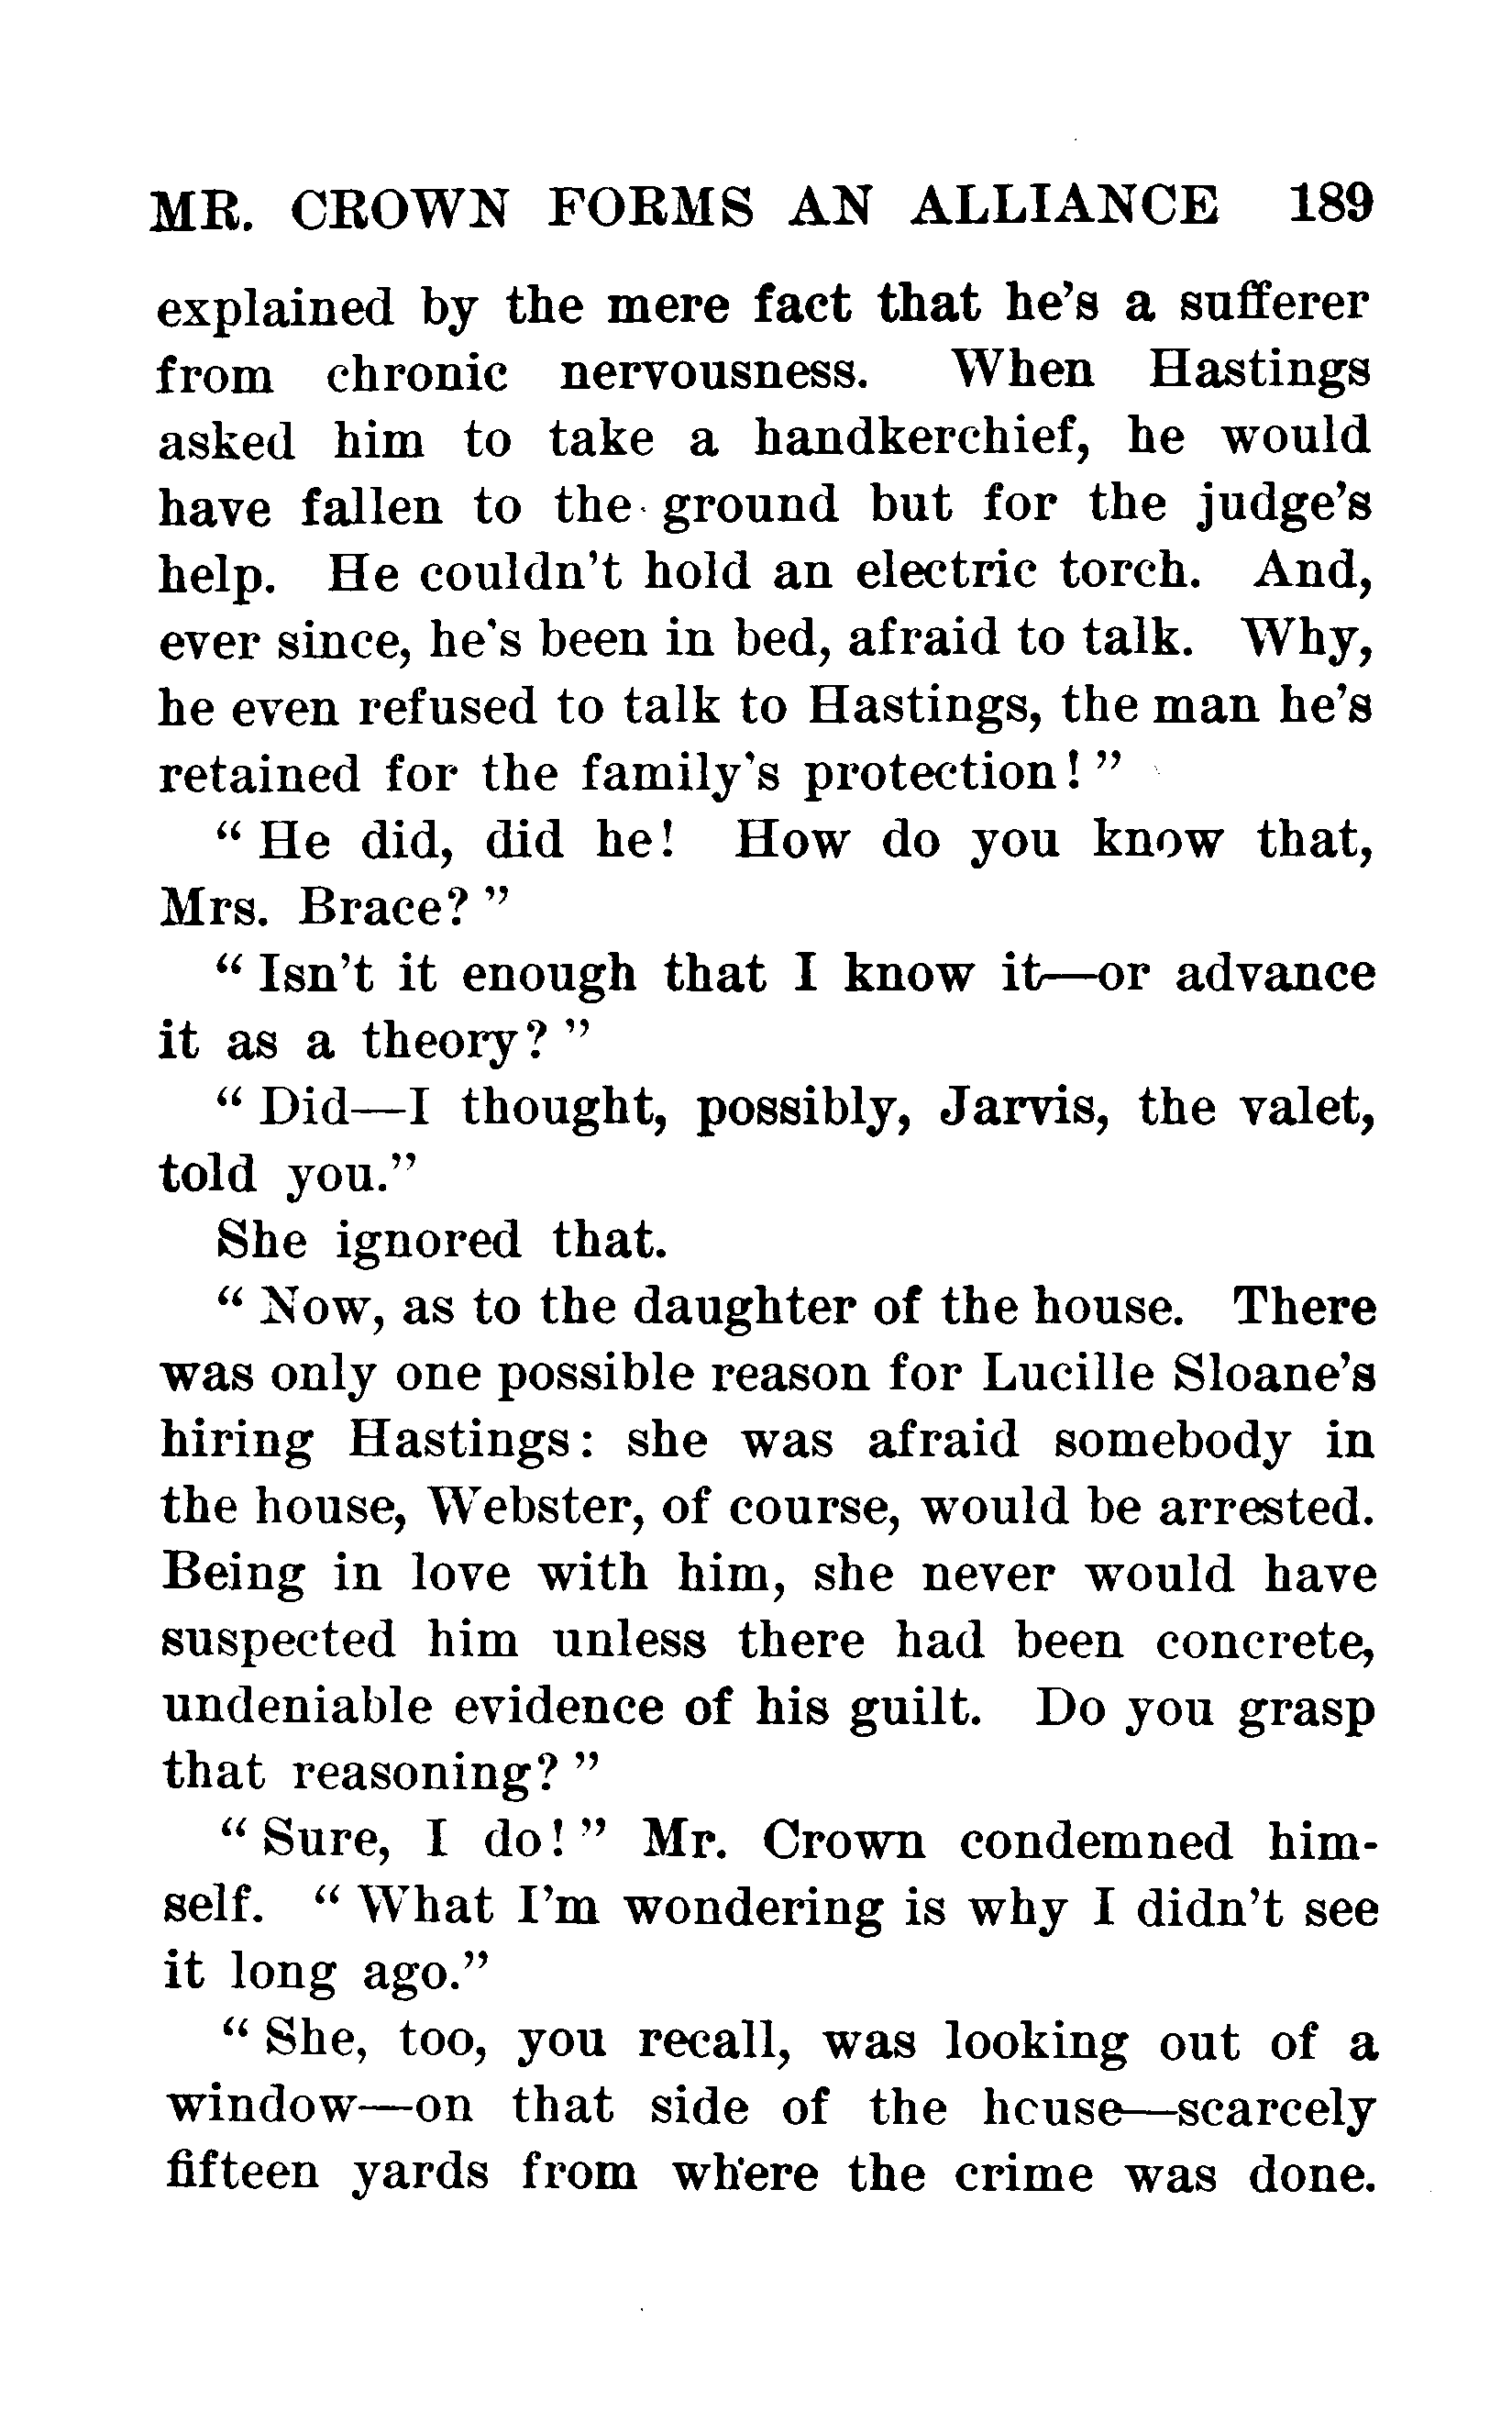 MR. CROWN FORMS AN ALLIANCE 189
explained by the mere fact that he's a sufferer
from chronic nervousness. When Hastings
asked him to take a handkerchief, he would
have fallen to the ground but for the judge's
help. He couldn't hold an electric torch. And,
ever since, he's been in bed, afraid to talk. Why,
he even refused to talk to Hastings, the man he's
retained for the family's protection!"
"He did, did he! How do you know that,
Mrs. Brace?"
"Isn't it enough that I know it—or advance
it as a theory?"
"Did—I thought, possibly, Jarvis, the valet,
told you."
She ignored that.
"Now, as to the daughter of the house. There
was only one possible reason for Lucille Sloane's
hiring Hastings: she was afraid somebody in
the house, Webster, of course, would be arrested.
Being in love with him, she never would have
suspected him unless there had been concrete,
undeniable evidence of his guilt. Do you grasp
that reasoning?"
"Sure, I do!" Mr. Crown condemned him-
self. "What I'm wondering is why I didn't see
it long ago."
"She, too, you recall, was looking out of a
window—on that side of the house—scarcely
fifteen yards from where the crime was done.